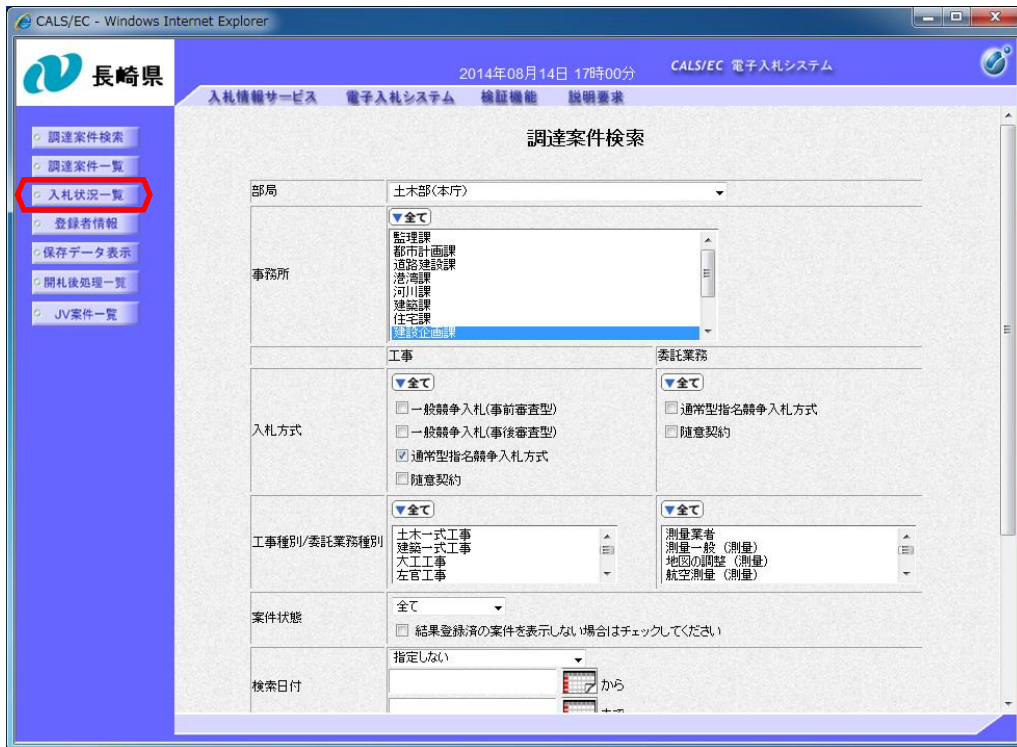 CALS/EC - Windows Internet Explorer
長崎県
2014年08月14日 17時00分
CALS/EC 電子入札システム
入札情報サービス 電子入札システム 検証機能 説明要求
調達案件検索
調達案件一覧
入札状況一覧
登録者情報
保存データ表示
開札後処理一覧
JV案件一覧
調達案件検索
部局 土木部(本庁)
事務所
▼全て
監理課
都市計画課
道路建設課
港湾課
河川課
建築課
住宅課
建設企画課
工事 委託業務
入札方式
▼全て ▼全て
一般競争入札(事前審査型) 通常型指名競争入札方式
一般競争入札(事後審査型) 随意契約
通常型指名競争入札方式
随意契約
工事種別/委託業務種別
▼全て ▼全て
土木一式工事 測量業者
建築一式工事 測量一般 (測量)
大工工事 地図の調整 (測量)
左官工事 航空測量 (測量)
案件状態 全て
結果登録済の案件を表示しない場合はチェックしてください
検索日付 指定しない
から